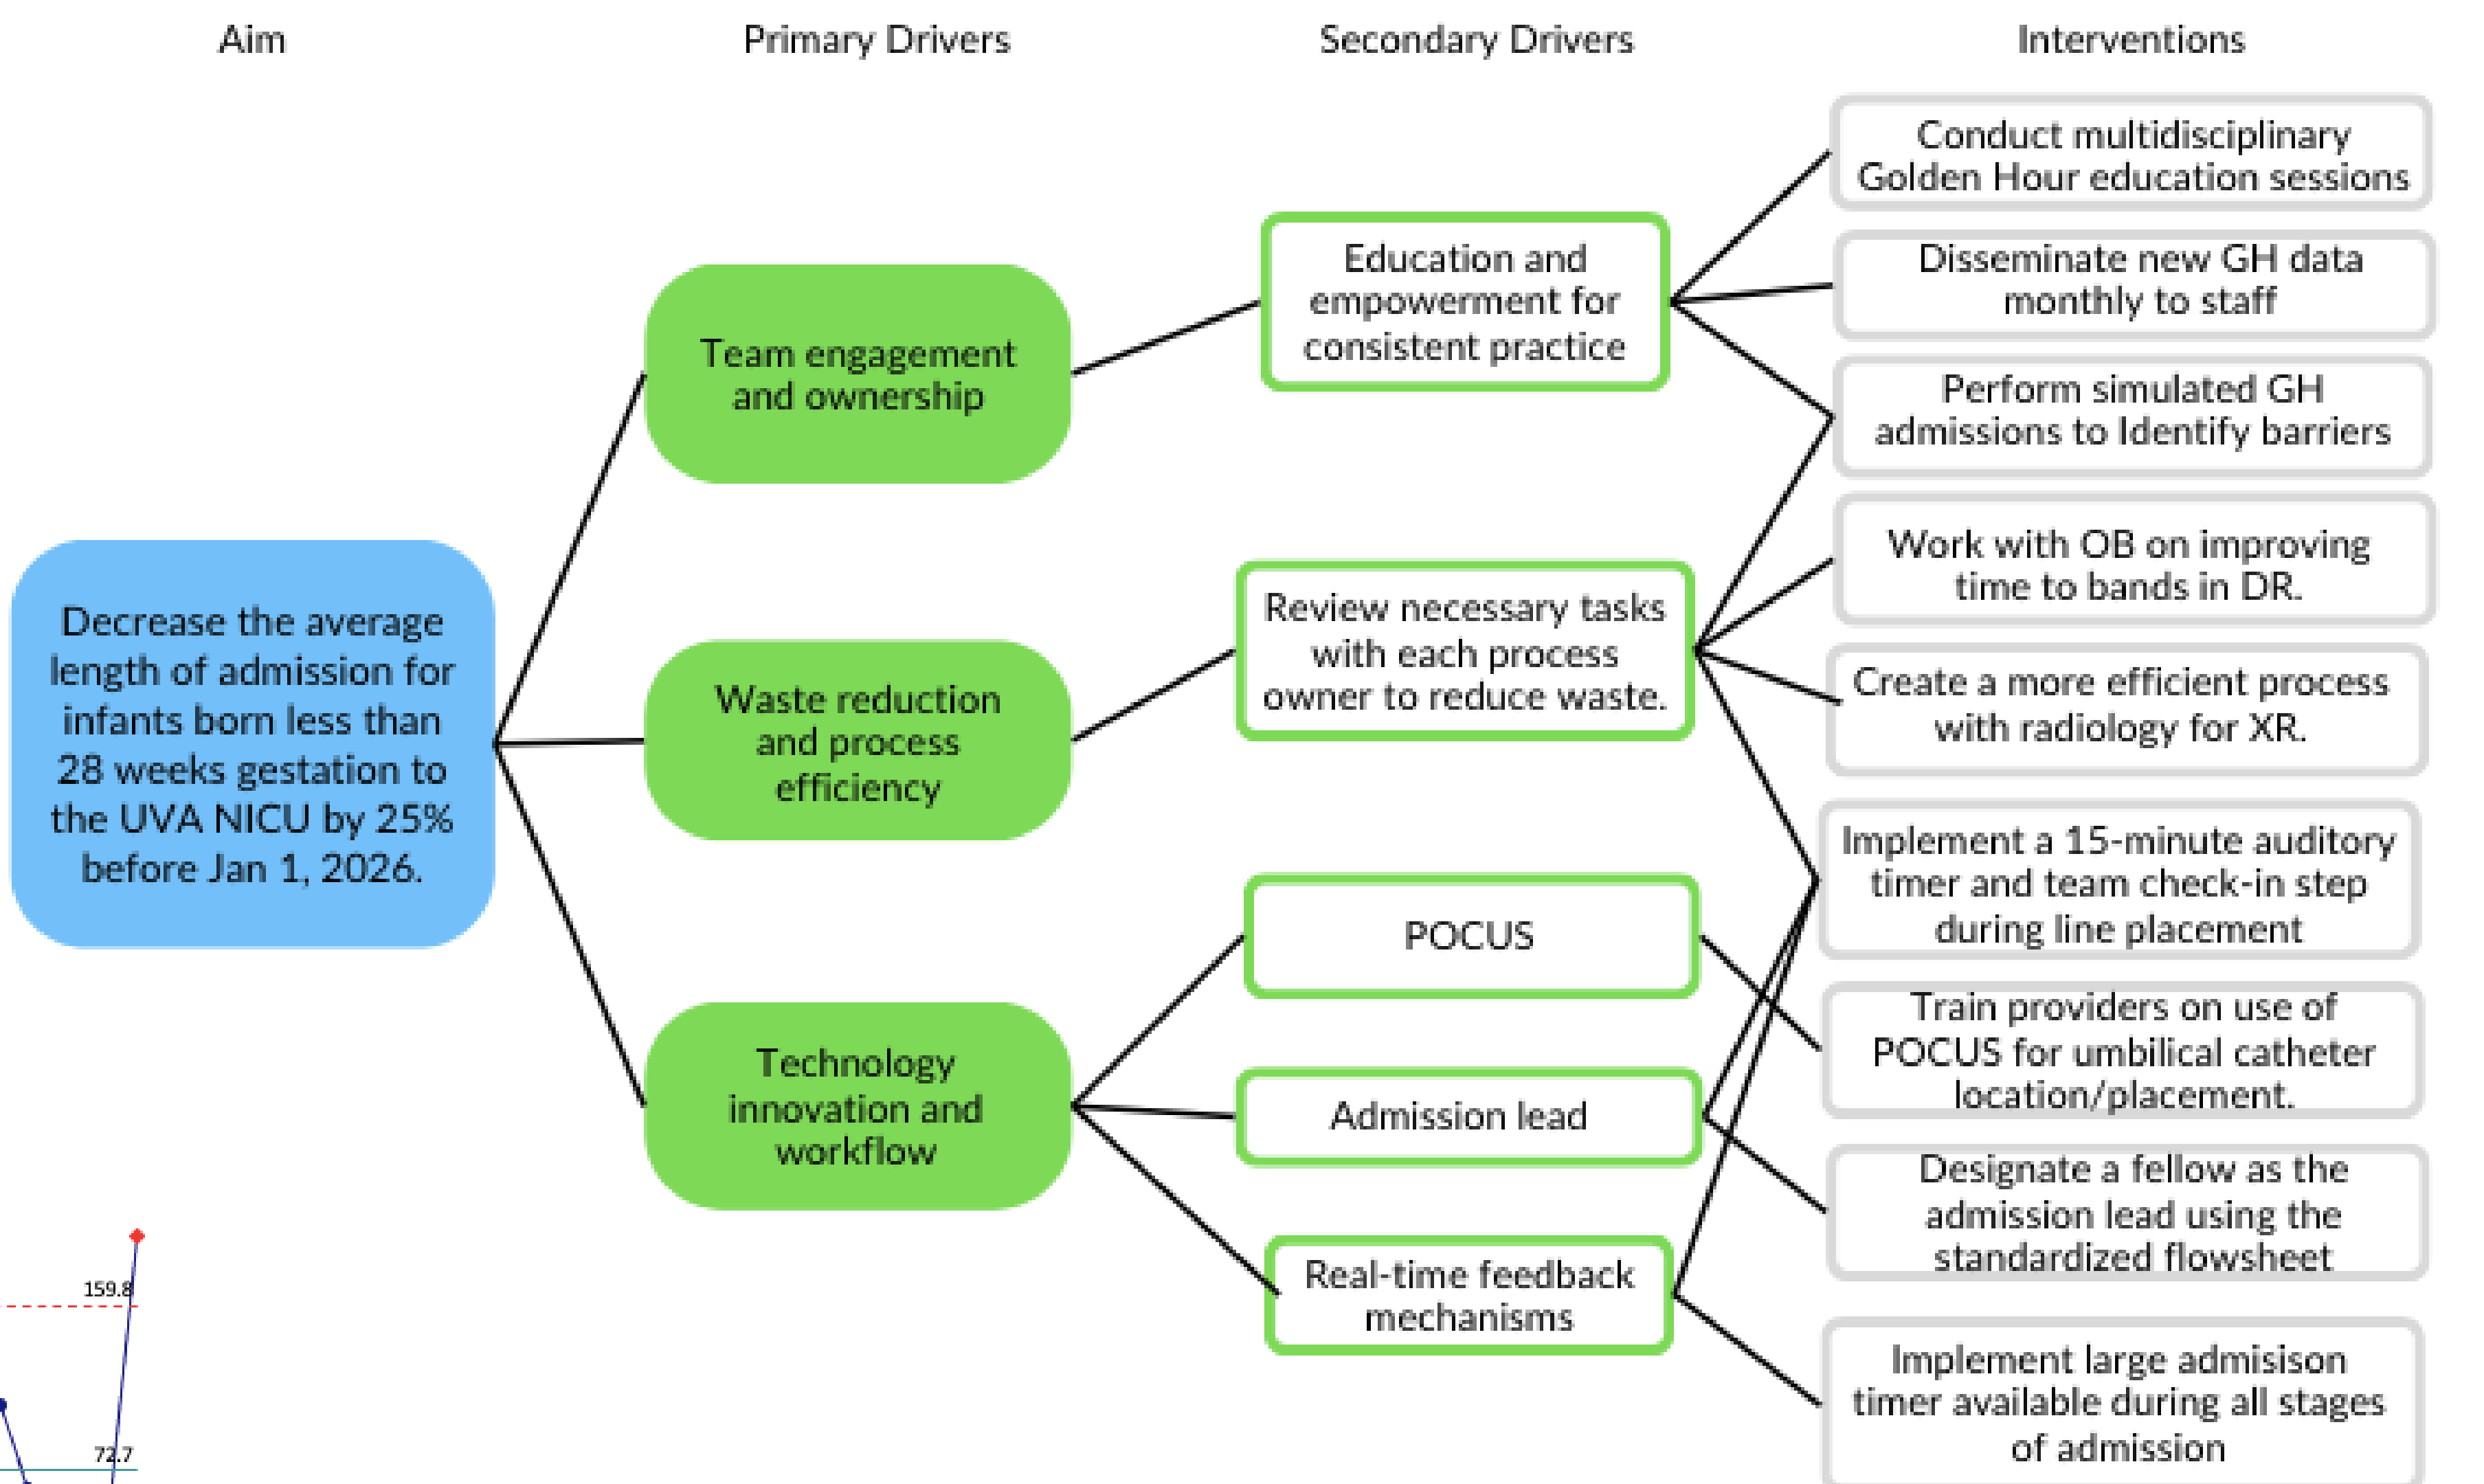 Aim
Primary Drivers
Secondary Drivers
Interventions
Decrease the average
length of admission for
infants born less than
28 weeks gestation to
the UVA NICU by 25%
before Jan 1, 2026.
Team engagement
and ownership
Waste reduction
and process
efficiency
Technology
innovation and
workflow
Education and
empowerment for
consistent practice
Review necessary tasks
with each process
owner to reduce waste.
POCUS
Admission lead
Real-time feedback
mechanisms
Conduct multidisciplinary
Golden Hour education sessions
Disseminate new GH data
monthly to staff
Perform simulated GH
admissions to Identify barriers
Work with OB on improving
time to bands in DR.
Create a more efficient process
with radiology for XR.
Implement a 15-minute auditory
timer and team check-in step
during line placement
Train providers on use of
POCUS for umbilical catheter
location/placement.
Designate a fellow as the
admission lead using the
standardized flowsheet
Implement large admisison
timer available during all stages
of admission
159.8
72.7